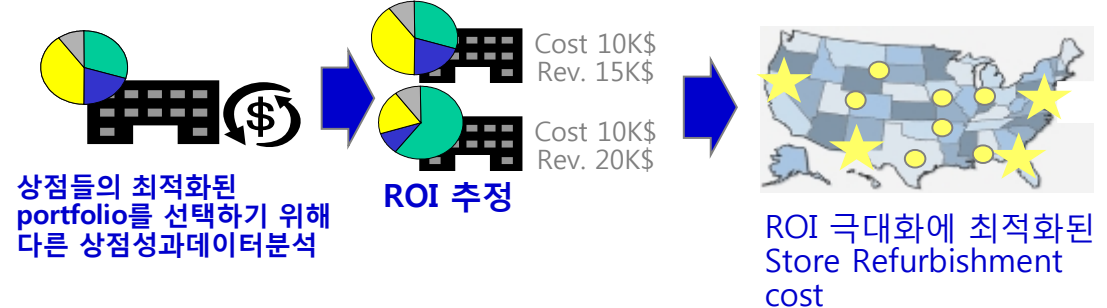 $
상점들의 최적화된
portfolio를 선택하기 위해
다른 상점성과데이터분석
Cost 10K$
Rev. 15K$
Cost 10K$
Rev. 20K$
ROI 추정
ROI 극대화에 최적화된
Store Refurbishment
cost